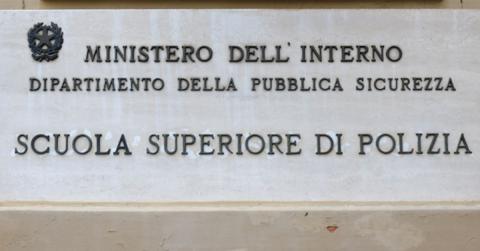 MINISTERO DELL'INTERNO
DIPARTIMENTO DELLA PUBBLICA SICUREZZA
SCUOLA SUPERIORE DI POLIZIA